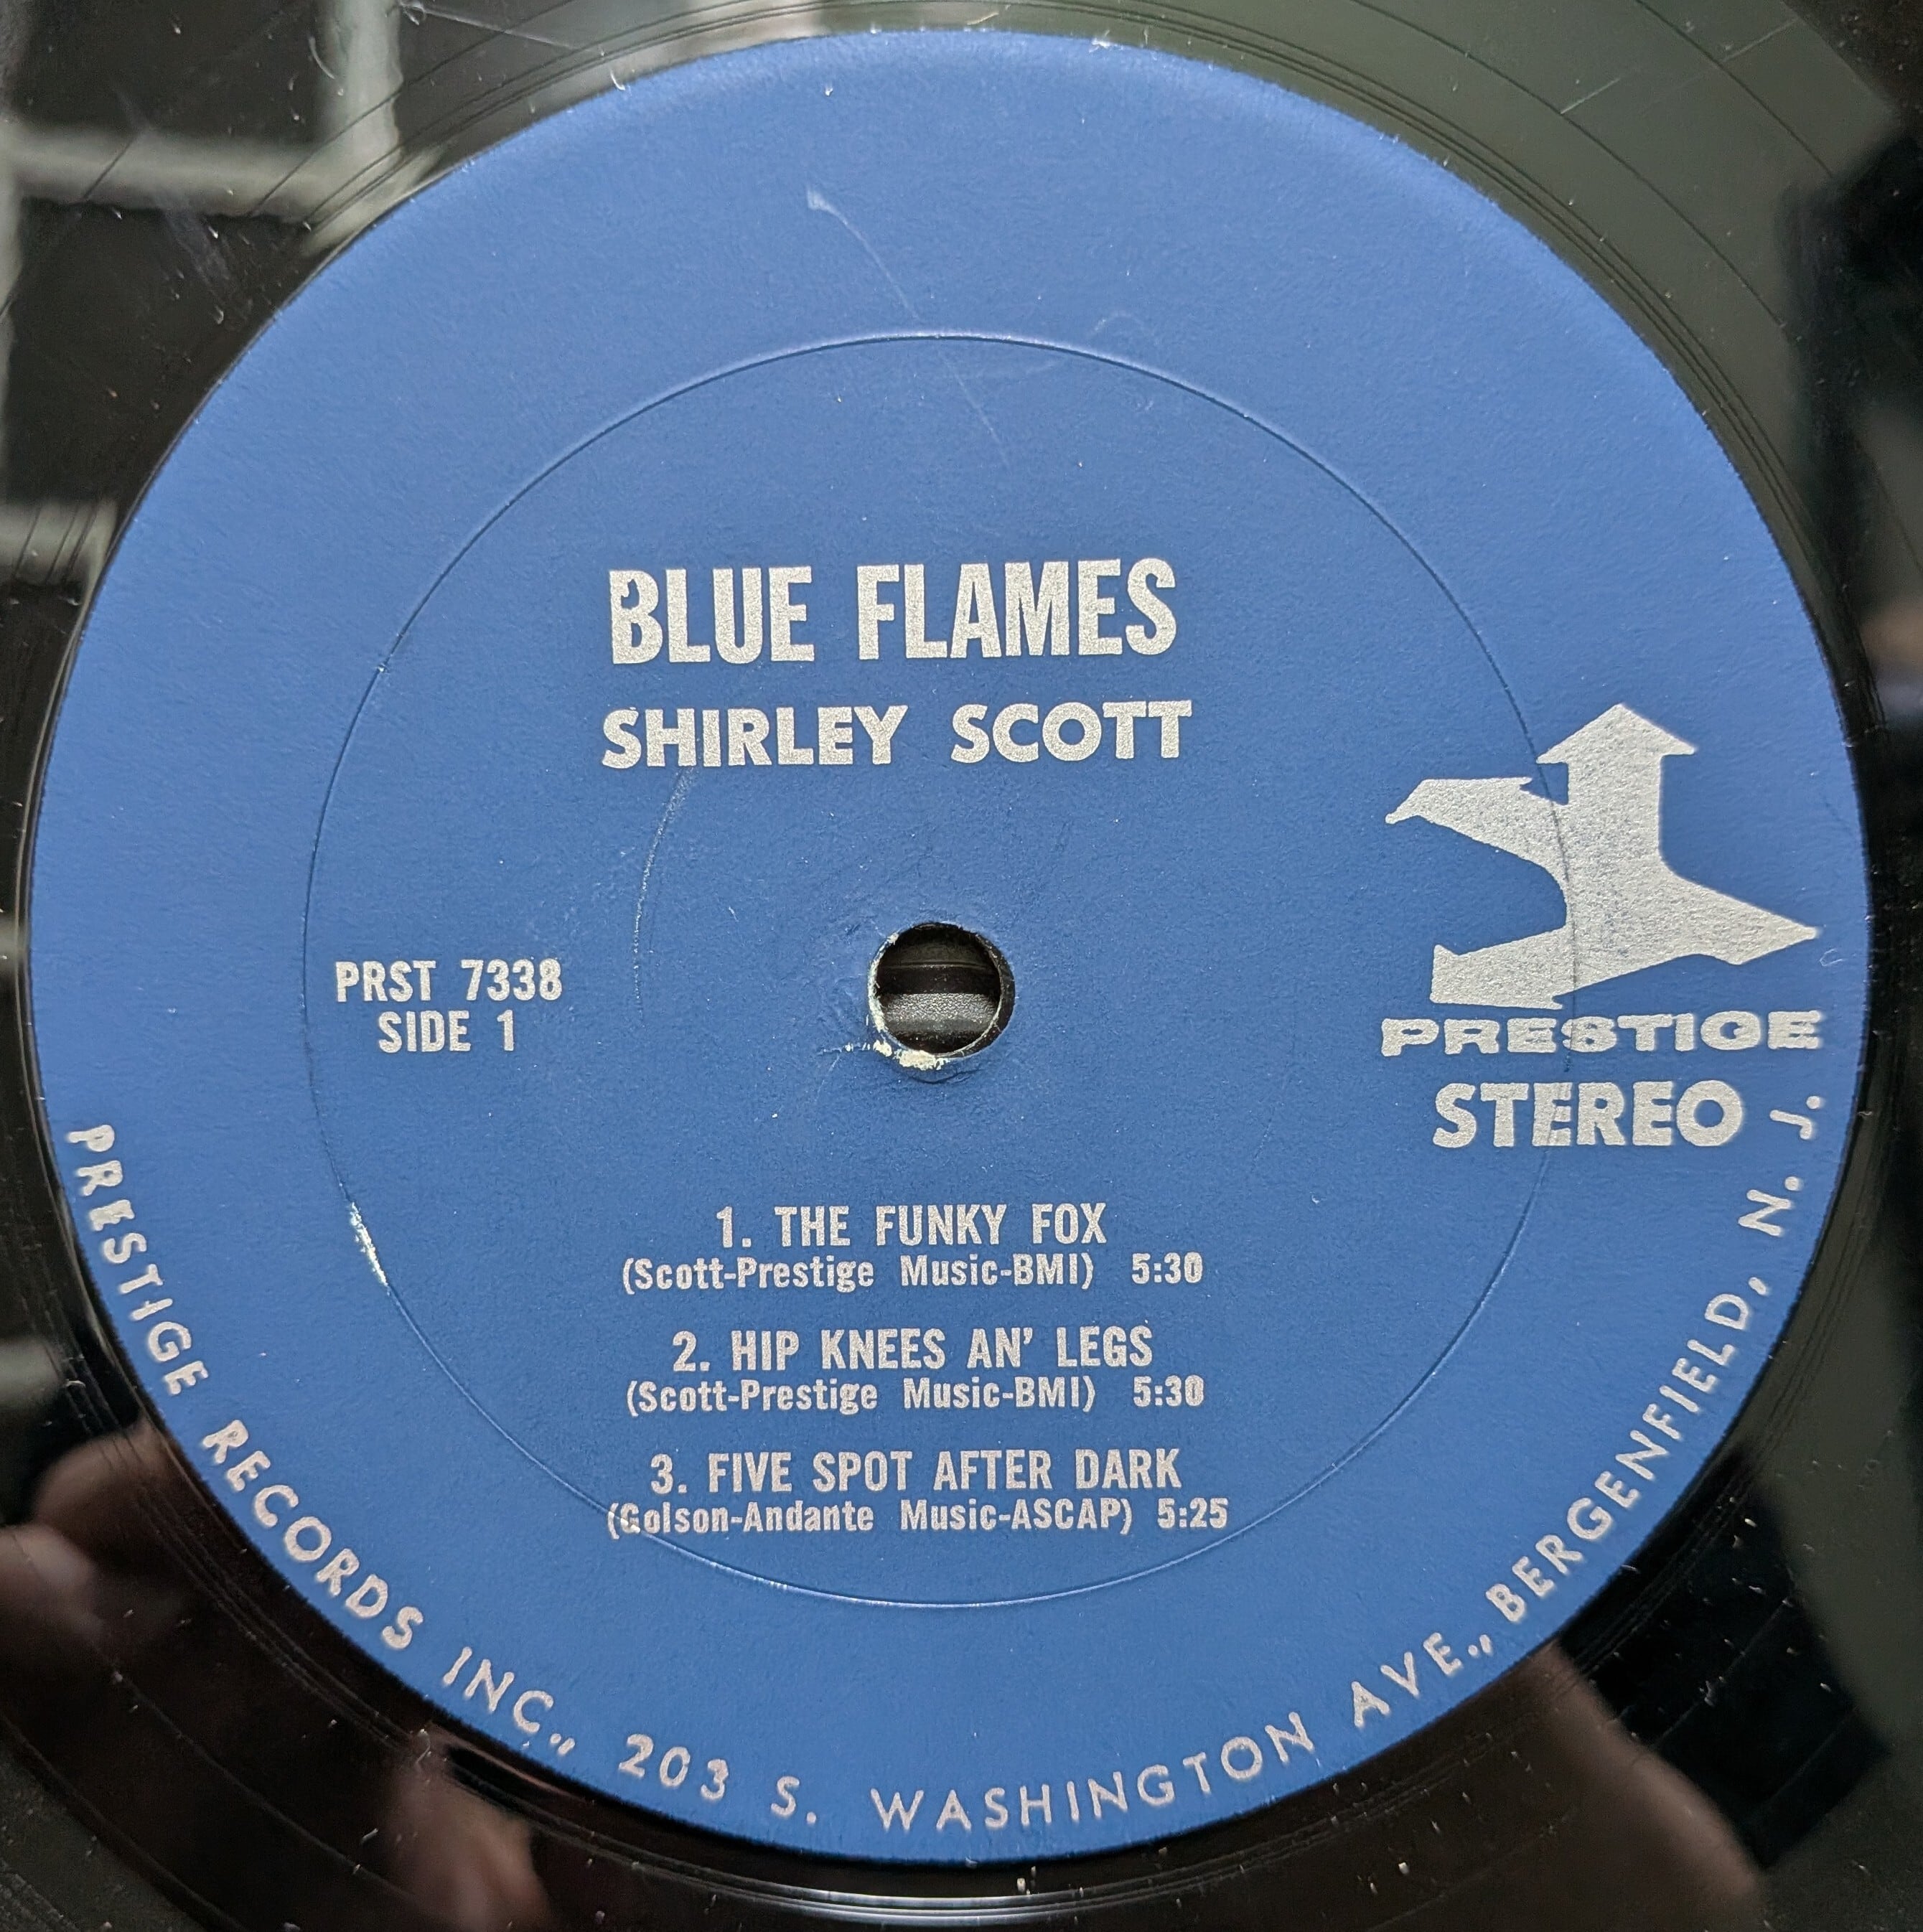 BLUE FLAMES
SHIRLEY SCOTT
PRST 7338
SIDE 1
PRESTIGE
STEREO
1. THE FUNKY FOX
(Scott-Prestige Music-BMI) 5:30
2. HIP KNEES AN' LEGS
(Scott-Prestige Music-BMI) 5:30
3. FIVE SPOT AFTER DARK
(Golson-Andante Music-ASCAP) 5:25
PRESTIGE RECORDS INC., 203 S. WASHINGTON AVE., BERGENFIELD, N. J.